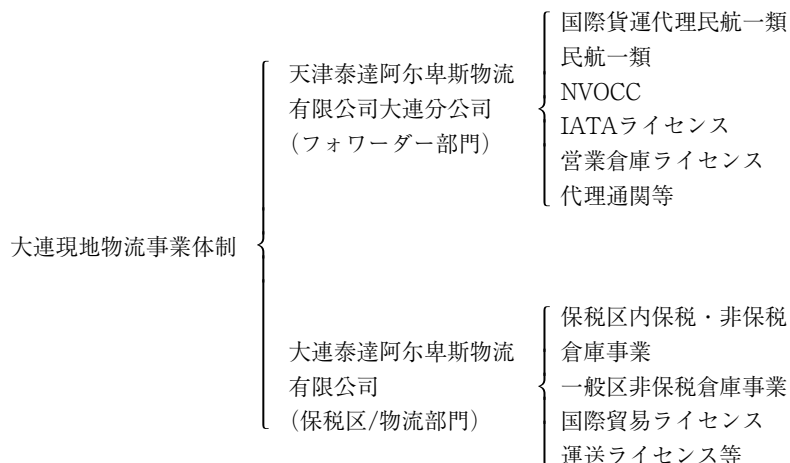 大連現地物流事業体制
天津泰達阿尔卑斯物流
有限公司大連分公司
(フォワーダー部門)
国際貨運代理民航一類
民航一類
NVOCC
IATAライセンス
営業倉庫ライセンス
代理通関等
大連泰達阿尔卑斯物流
有限公司
(保税区/物流部門)
保税区内保税・非保税
倉庫事業
一般区非保税倉庫事業
国際貿易ライセンス
運送ライセンス等